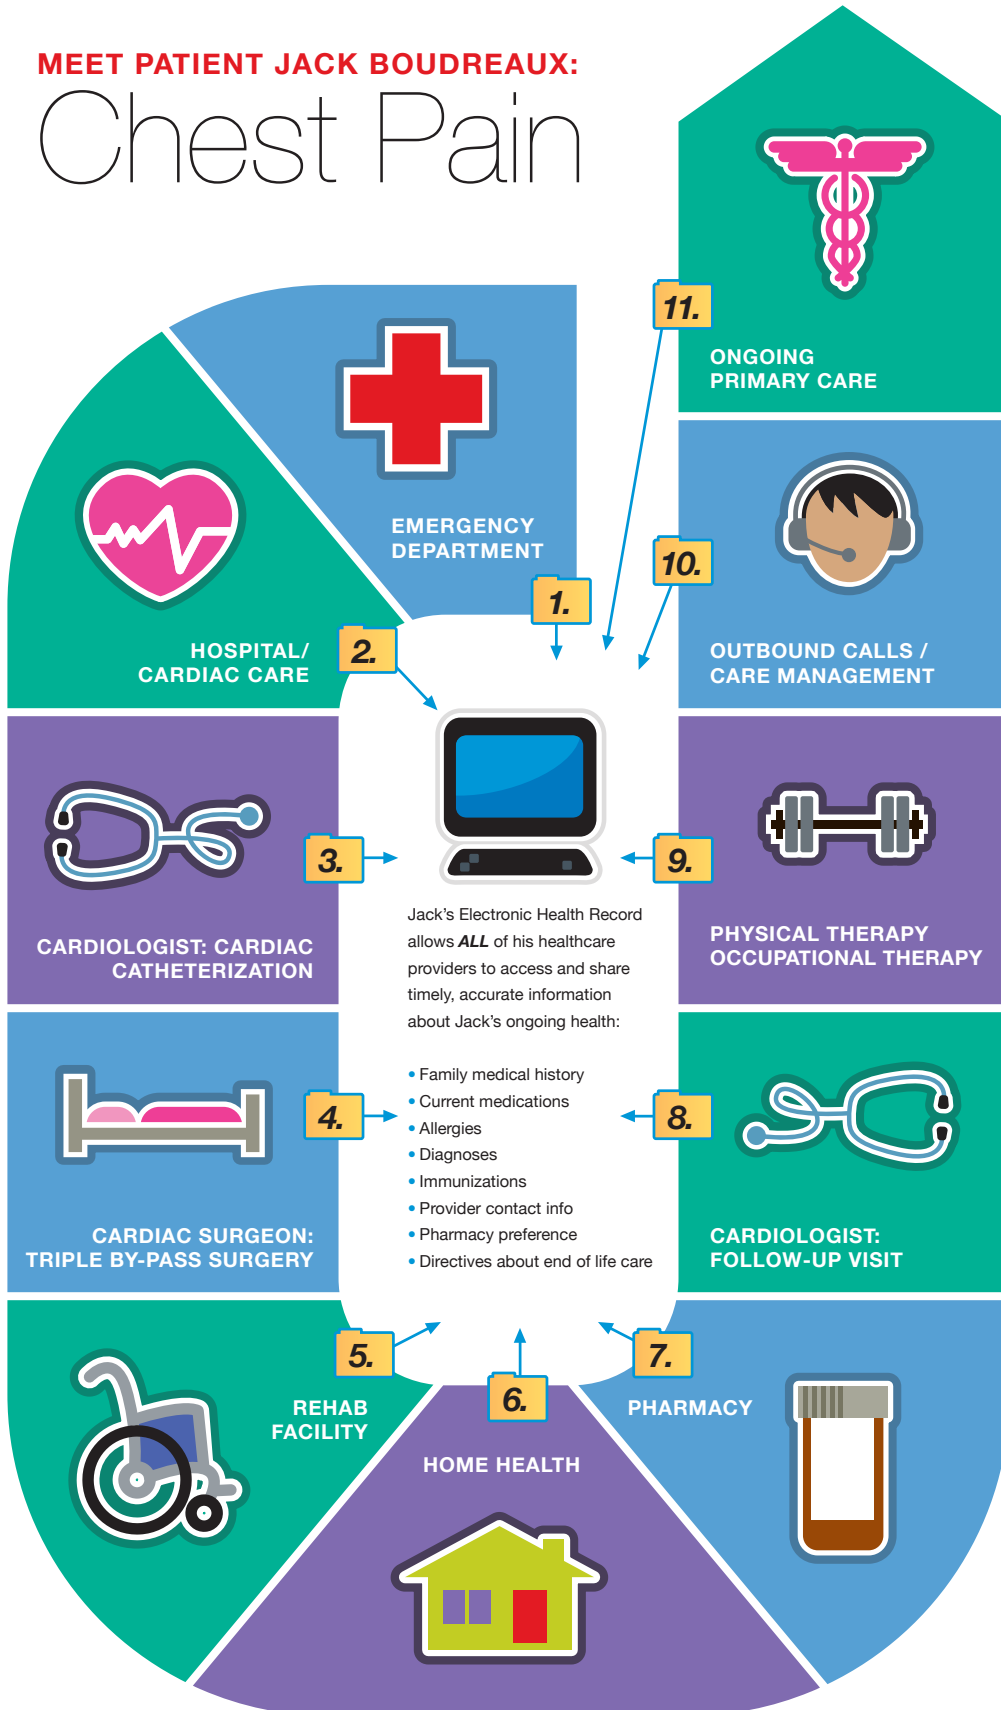 MEET PATIENT JACK BOUDREAUX:
Chest Pain
1.
EMERGENCY
DEPARTMENT
2.
HOSPITAL/
CARDIAC CARE
3.
CARDIOLOGIST: CARDIAC
CATHETERIZATION
4.
CARDIAC SURGEON:
TRIPLE BY-PASS SURGERY
5.
REHAB
FACILITY
6.
HOME HEALTH
7.
PHARMACY
8.
CARDIOLOGIST:
FOLLOW-UP VISIT
9.
PHYSICAL THERAPY
OCCUPATIONAL THERAPY
10.
OUTBOUND CALLS /
CARE MANAGEMENT
11.
ONGOING
PRIMARY CARE
Jack's Electronic Health Record
allows ALL of his healthcare
providers to access and share
timely, accurate information
about Jack's ongoing health:
• Family medical history
• Current medications
• Allergies
• Diagnoses
• Immunizations
• Provider contact info
• Pharmacy preference
• Directives about end of life care